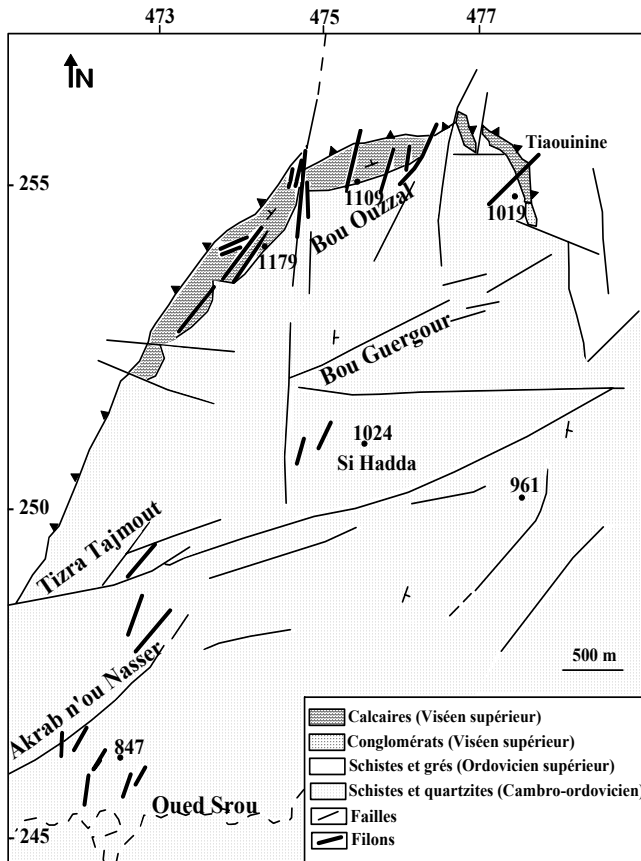 473 475 477
N
Tiaouinine
255
1109
1019
Bou Ouzzal
1179
Bou Guergour
1024
Si Hadda
961
250
Tizra Tajmout
500 m
Akrab n'ou Nasser
847
Oued Srou
245
Calcaires (Viséen supérieur)
Conglomérats (Viséen supérieur)
Schistes et grés (Ordovicien supérieur)
Schistes et quartzites (Cambro-ordovicien)
Failles
Filons